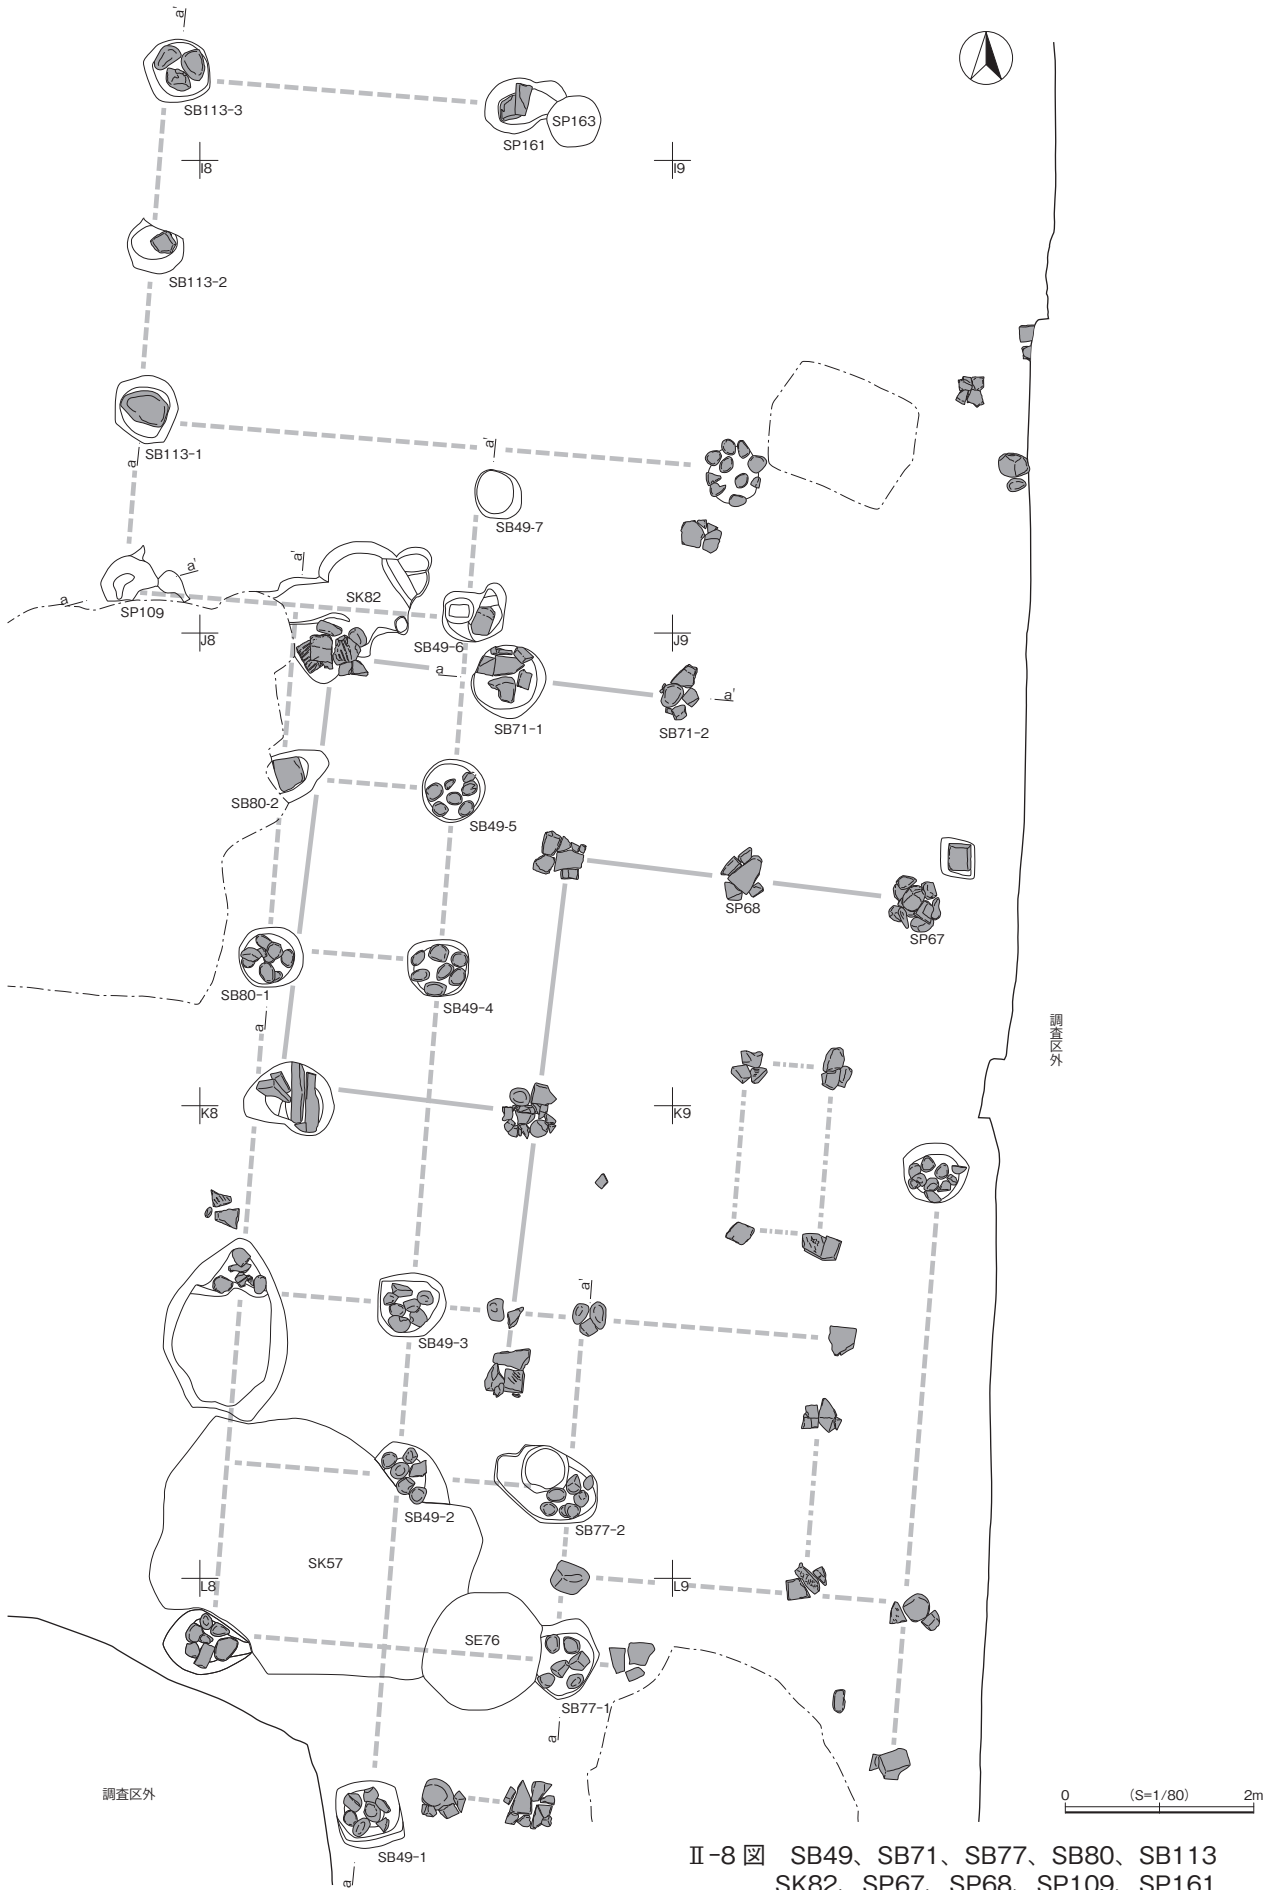 a'
SB113-3
SP163
SP161
I8
I9
SB113-2
SB113-1
a
a'
SB49-7
a'
a'
a
SP109
SK82
J8
SB49-6
J9
a
a'
SB71-1
SB71-2
SB80-2
SB49-5
SP68
SP67
SB80-1
SB49-4
a
調査区外
K8
K9
a'
SB49-3
SB49-2
SB77-2
SK57
L8
L9
SE76
SB77-1
a
調査区外
0 (S=1/80) 2m
SB49-1
a
Ⅱ-8 図 SB49、SB71、SB77、SB80、SB113
SK82、SP67、SP68、SP109、SP161